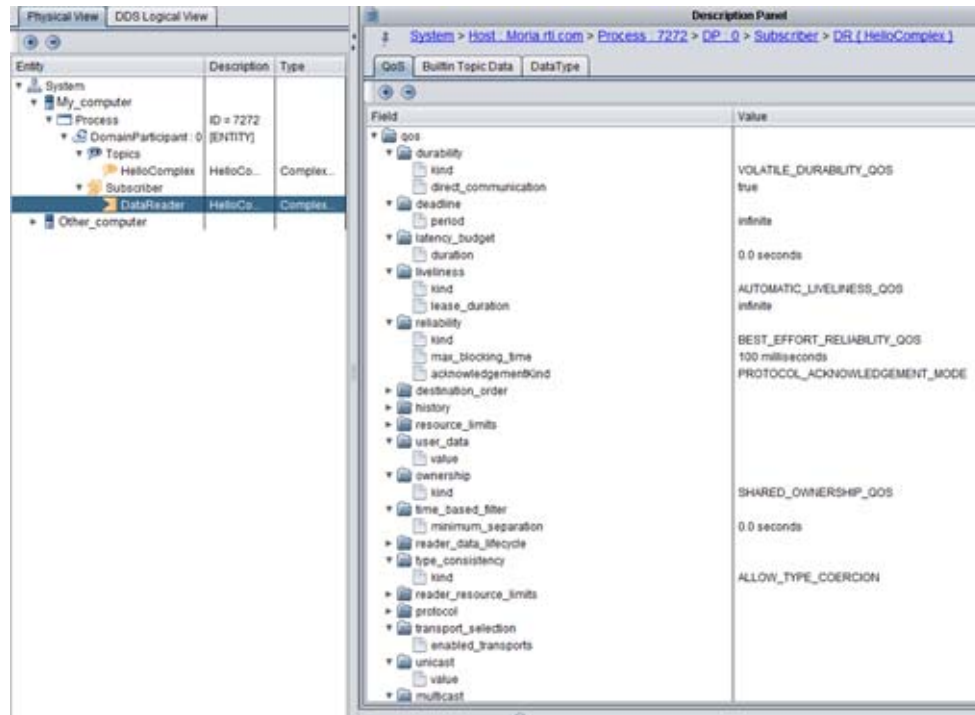 Physical View DDS Logical View
Entity Description Type
System
My_computer
Process ID = 7272
DomainParticipant : 0 [ENTITY]
Topics
HelloComplex HelloCo... Complex...
Subscriber
DataReader HelloCo... Complex...
Other_computer
Description Panel
System > Host : Moria.rti.com > Process : 7272 > DP : 0 > Subscriber > DR ( HelloComplex )
QoS Builtin Topic Data DataType
Field Value
qos
durability
kind VOLATILE_DURABILITY_QOS
direct_communication true
deadline
period infinite
latency_budget
duration 0.0 seconds
liveliness
kind AUTOMATIC_LIVELINESS_QOS
lease_duration infinite
reliability
kind BEST_EFFORT_RELIABILITY_QOS
max_blocking_time 100 milliseconds
acknowledgementKind PROTOCOL_ACKNOWLEDGEMENT_MODE
destination_order
history
resource_limits
user_data
value
ownership
kind SHARED_OWNERSHIP_QOS
time_based_filter
minimum_separation 0.0 seconds
reader_data_lifecycle
type_consistency
kind ALLOW_TYPE_COERCION
reader_resource_limits
protocol
transport_selection
enabled_transports
unicast
value
multicast